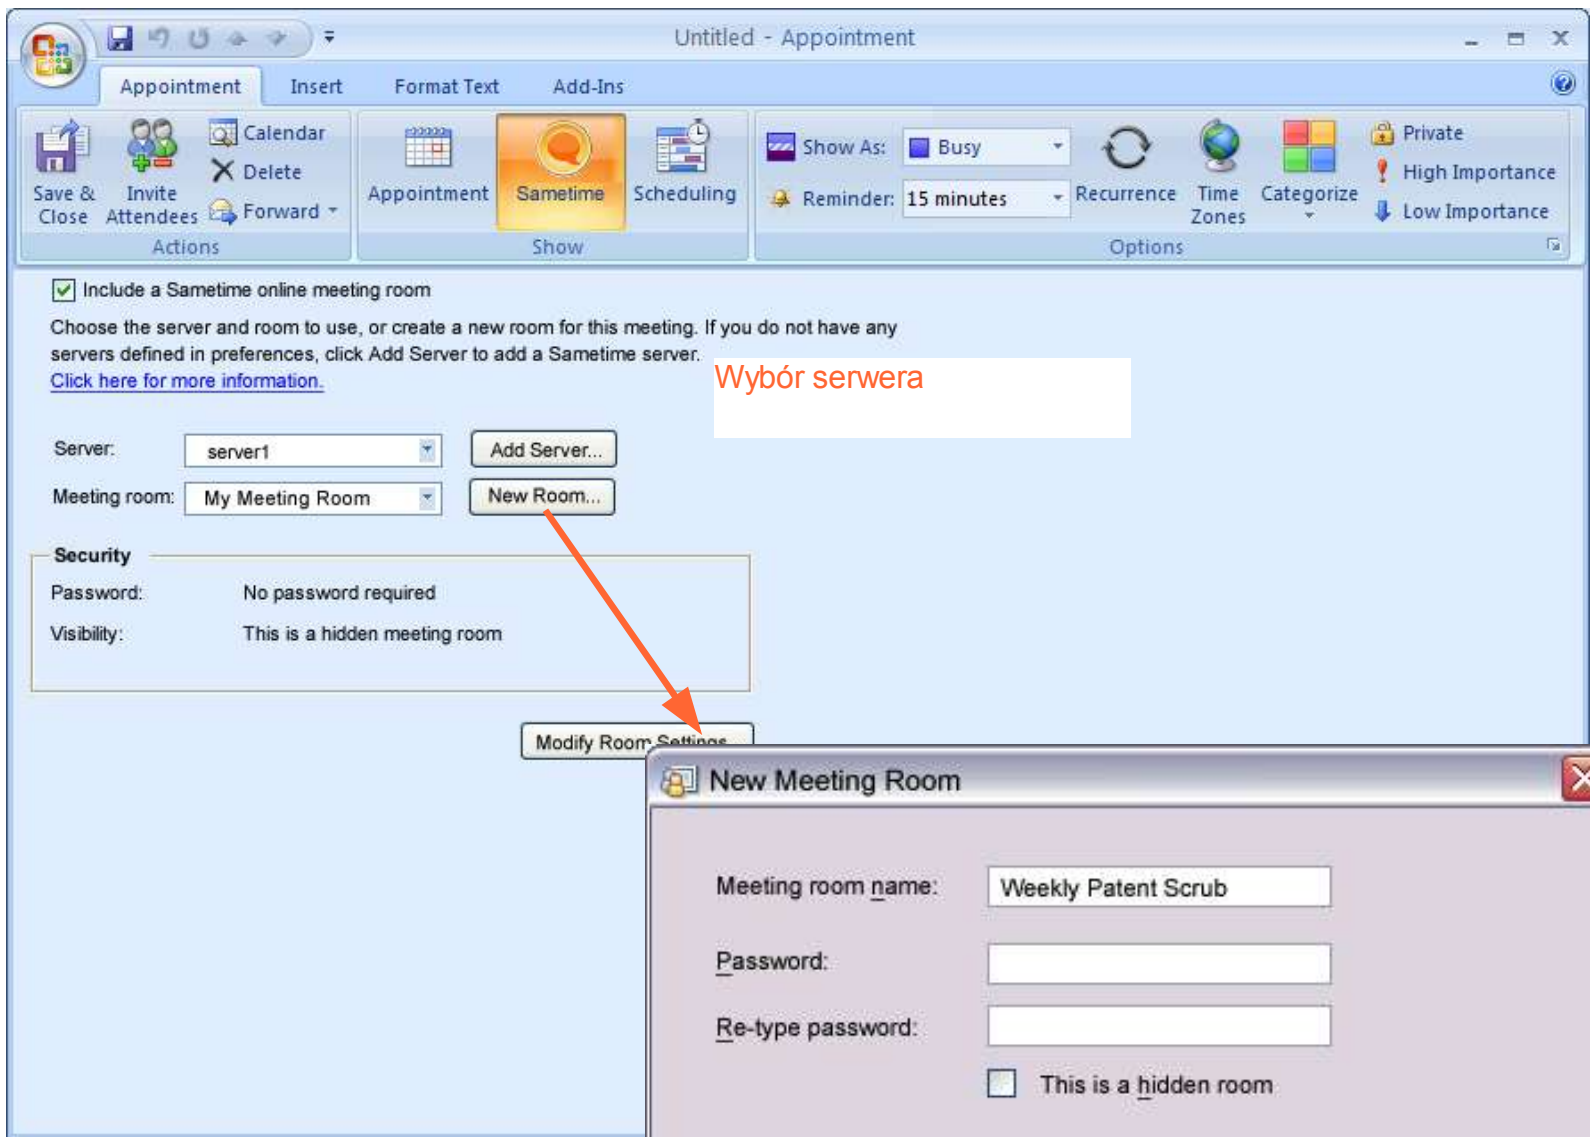 Untitled - Appointment
Appointment Insert Format Text Add-Ins
Save & Close
Invite Attendees
Calendar
Delete
Forward
Actions
Appointment
Sametime
Scheduling
Show
Show As: Busy
Reminder: 15 minutes
Recurrence
Time Zones
Categorize
Private
High Importance
Low Importance
Options
Include a Sametime online meeting room
Choose the server and room to use, or create a new room for this meeting. If you do not have any
servers defined in preferences, click Add Server to add a Sametime server.
Click here for more information.
Wybór serwera
Server: server1 Add Server...
Meeting room: My Meeting Room New Room...
Security
Password: No password required
Visibility: This is a hidden meeting room
Modify Room Settings...
New Meeting Room
Meeting room name: Weekly Patent Scrub
Password:
Re-type password:
This is a hidden room